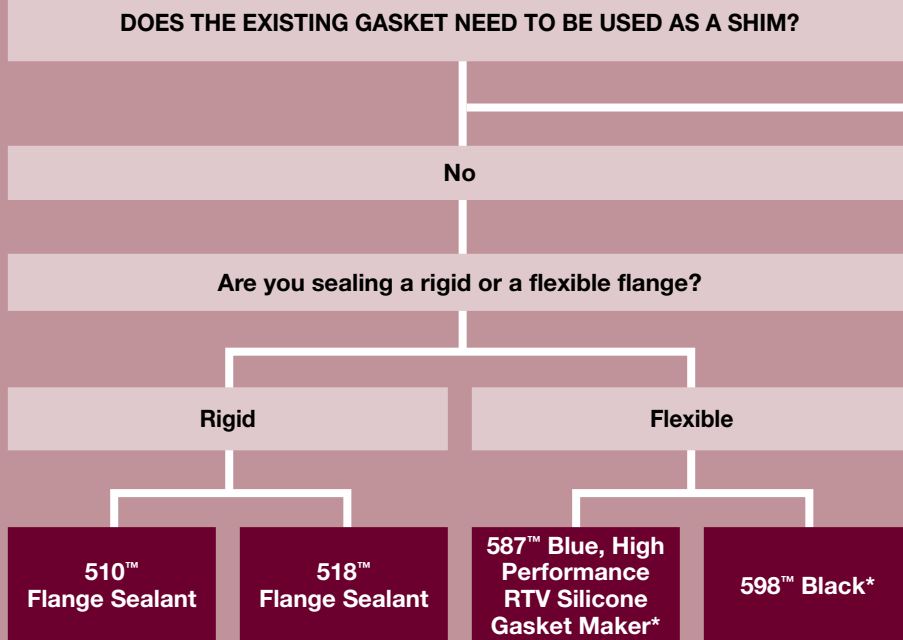 DOES THE EXISTING GASKET NEED TO BE USED AS A SHIM?
No
Are you sealing a rigid or a flexible flange?
Rigid
Flexible
510™
Flange Sealant
518™
Flange Sealant
587™ Blue, High
Performance
RTV Silicone
Gasket Maker*
598™ Black*